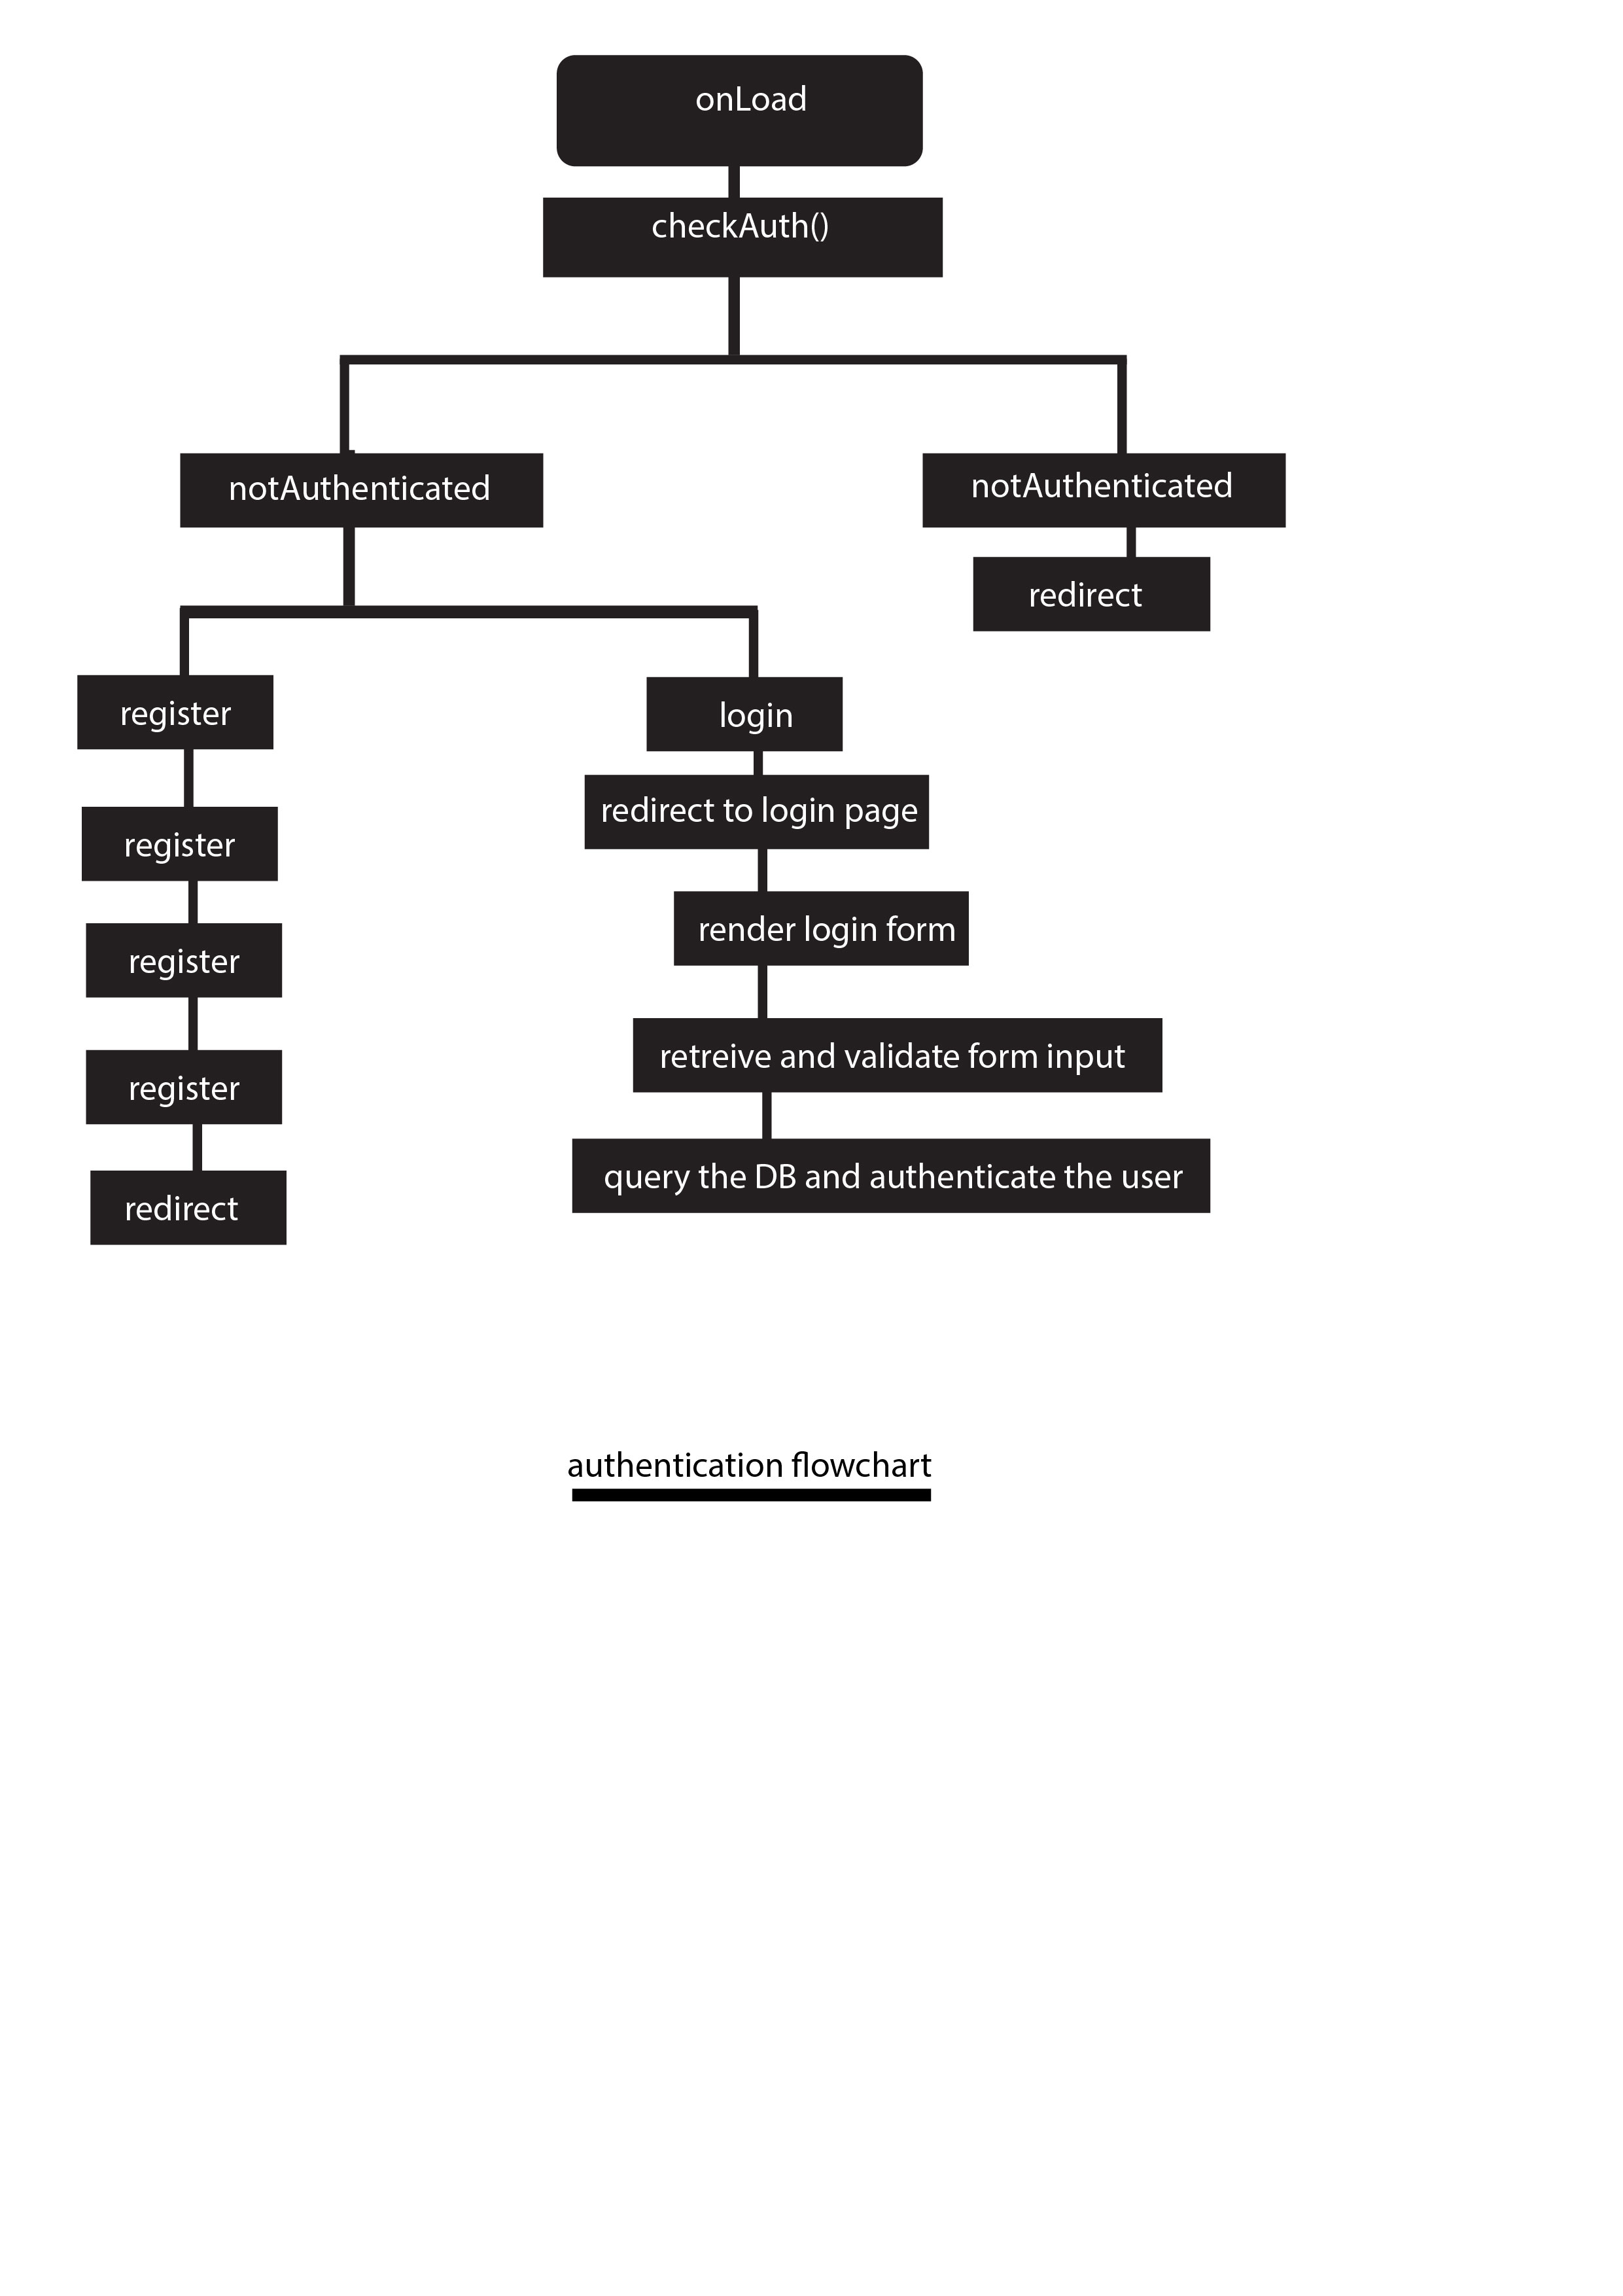 onLoad
checkAuth()
notAuthenticated
notAuthenticated
redirect
register
login
redirect to login page
register
render login form
register
retreive and validate form input
register
query the DB and authenticate the user
redirect
authentication flowchart